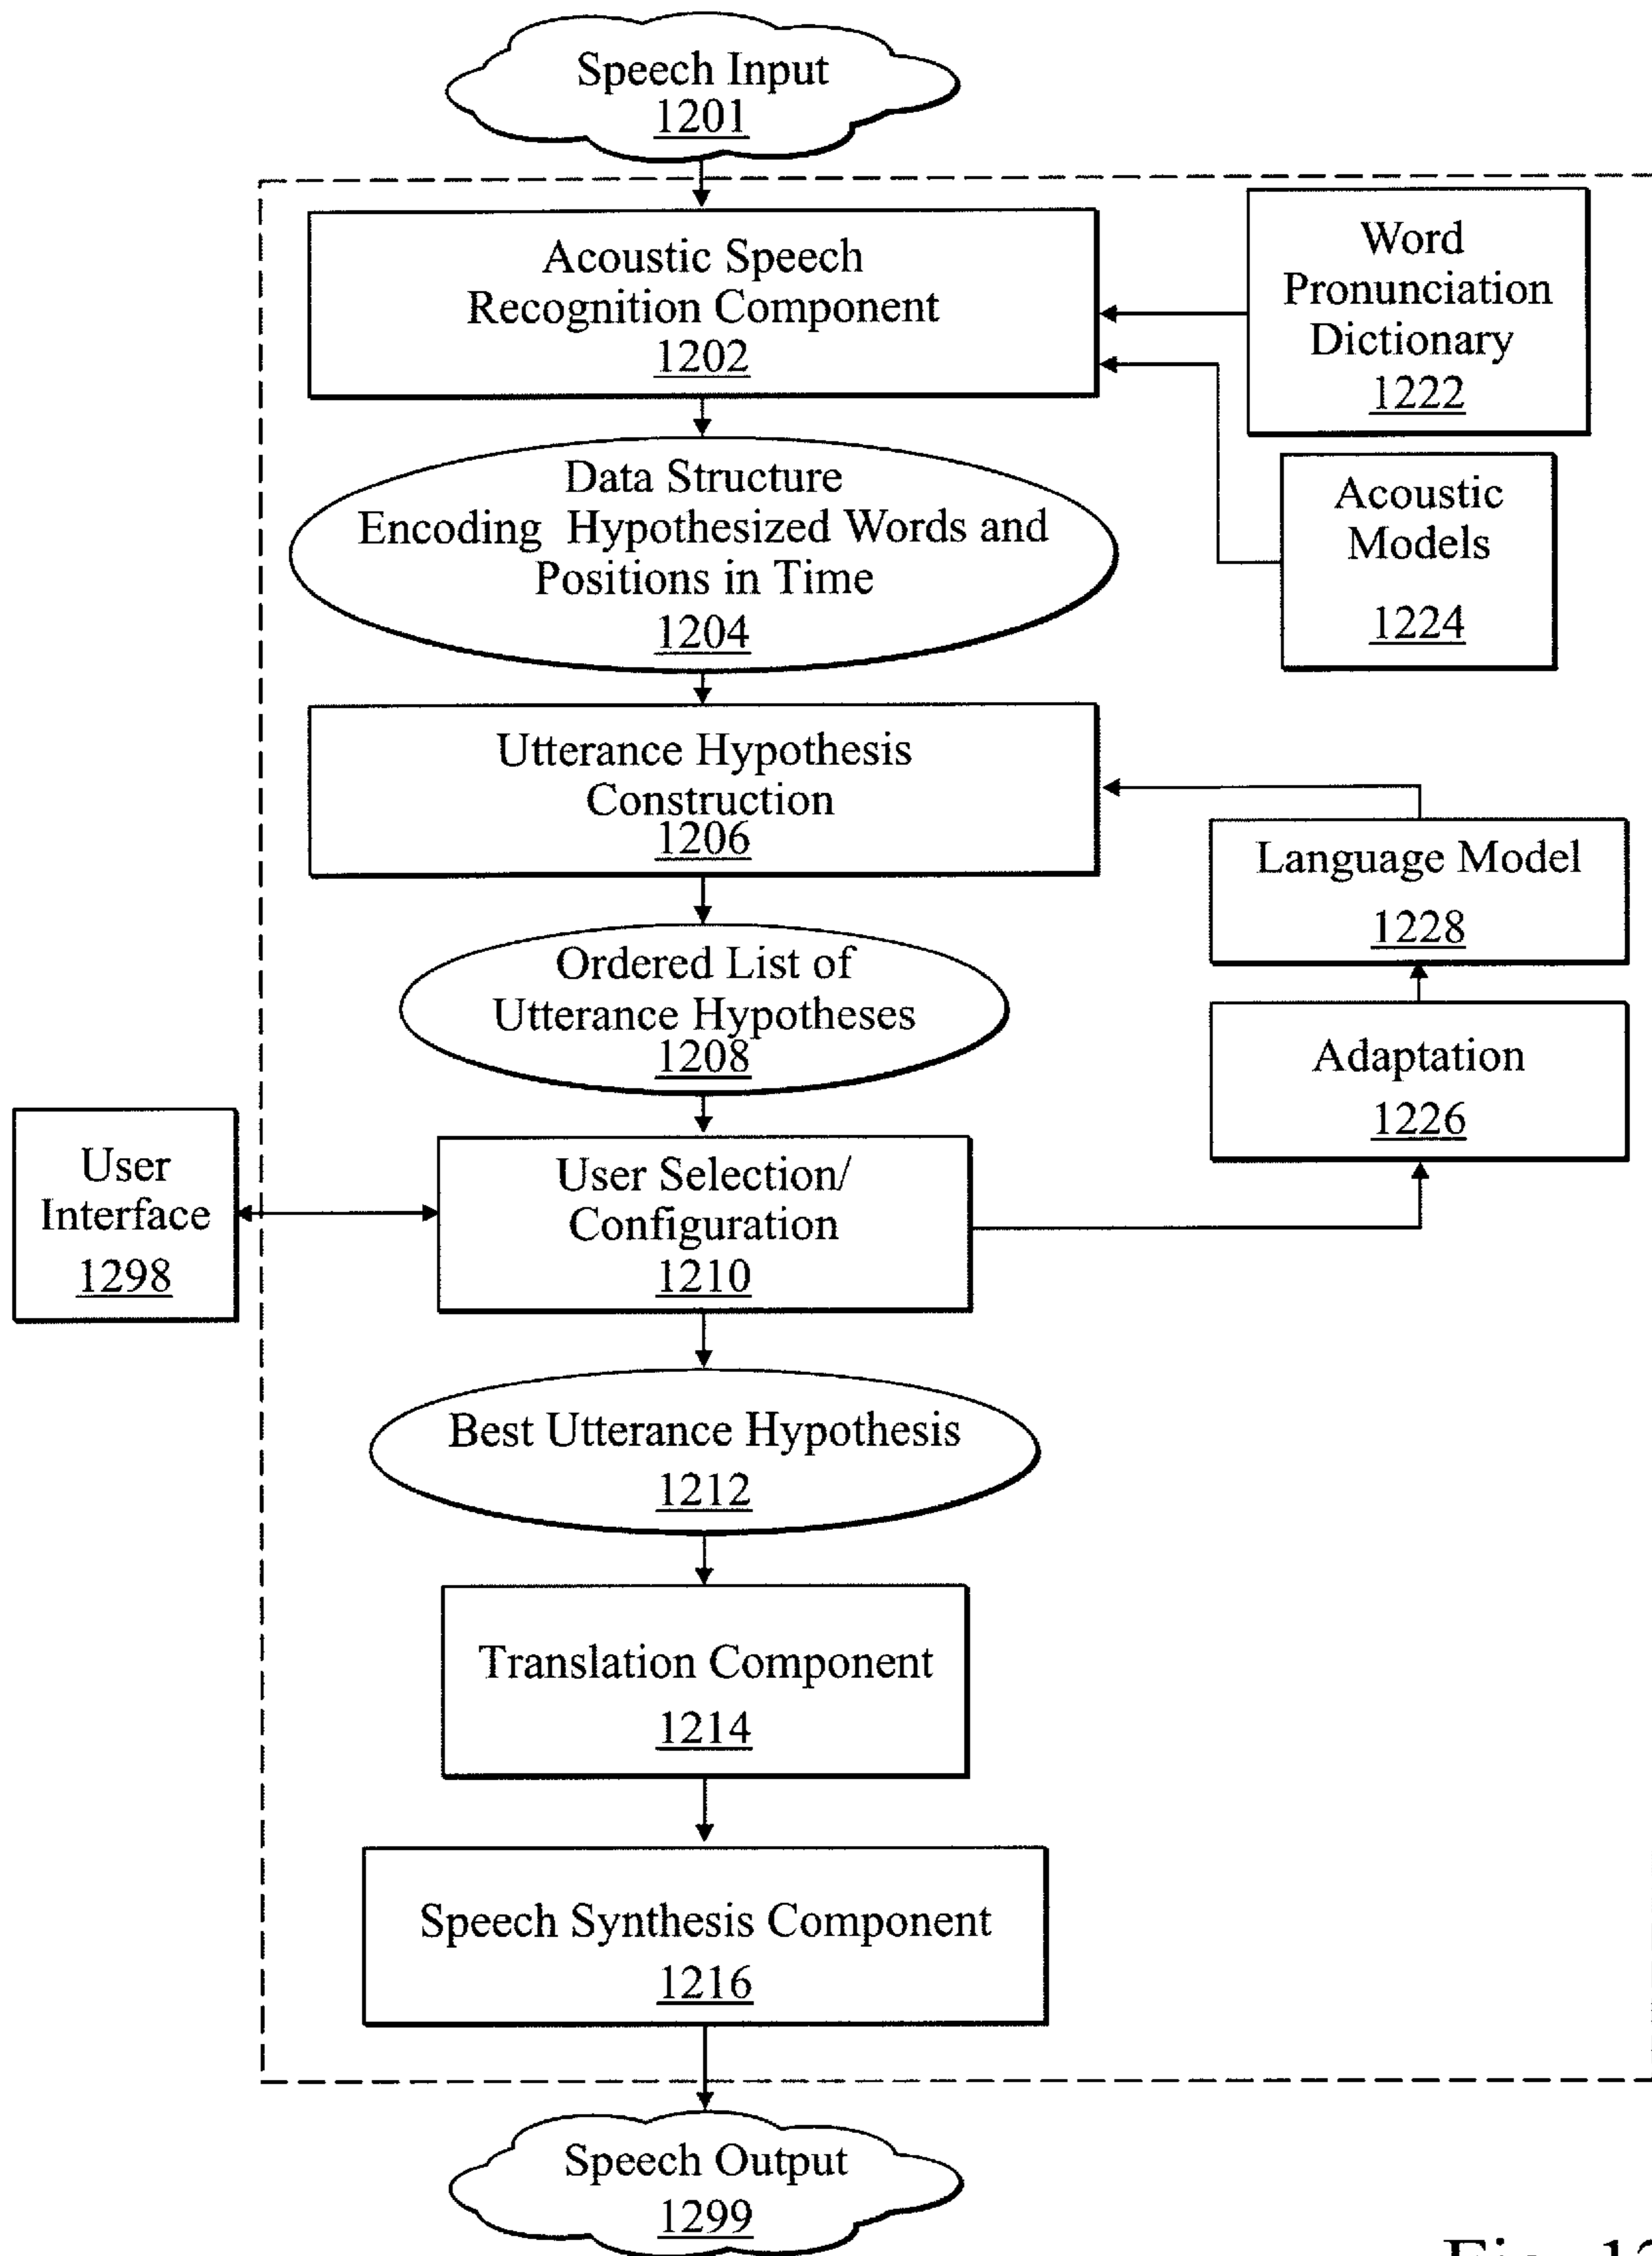 Speech Input
1201
Acoustic Speech
Recognition Component
1202
Word
Pronunciation
Dictionary
1222
Data Structure
Encoding Hypothesized Words and
Positions in Time
1204
Acoustic
Models
1224
Utterance Hypothesis
Construction
1206
Language Model
1228
Ordered List of
Utterance Hypotheses
1208
Adaptation
1226
User
Interface
1298
User Selection/
Configuration
1210
Best Utterance Hypothesis
1212
Translation Component
1214
Speech Synthesis Component
1216
Speech Output
1299